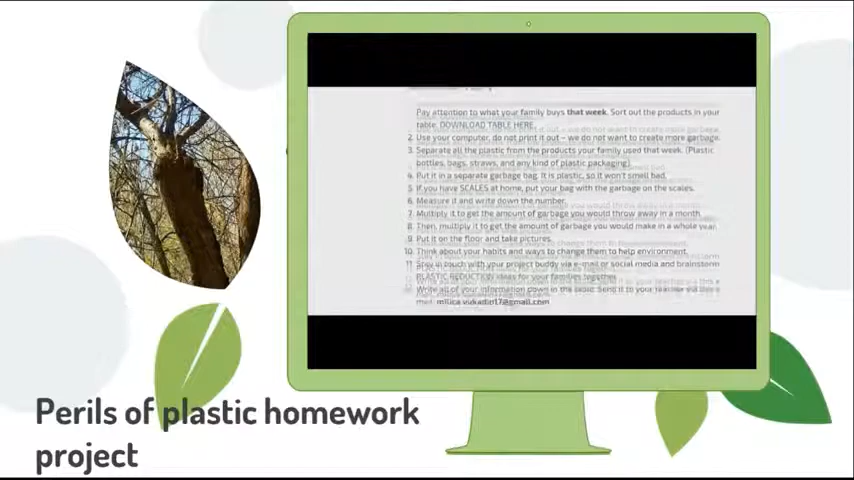 Pay attention to what your family buys that week. Sort out the products in your
table. DOWNLOAD TABLE HERE.
2. Use your computer, do not print it out – we do not want to create more garbage.
3. Separate all the plastic from the products your family used that week. (Plastic
bottles, bags, straws, and any kind of plastic packaging).
4. Put it in a separate garbage bag. It is plastic, so it won't smell bad.
5. If you have SCALES at home, put your bag with the garbage on the scales.
6. Measure it and write down the number.
7. Multiply it to get the amount of garbage you would throw away in a month.
8. Then, multiply it to get the amount of garbage you would make in a whole year.
9. Put it on the floor and take pictures.
10. Think about your habits and ways to change them to help environment.
11. Stay in touch with your project buddy via e-mail or social media and brainstorm
PLASTIC REDUCTION ideas for your families together.
Write all of your information down in the table. Send it to your teacher via
mail: milica.vukadin17@gmail.com
Perils of plastic homework
project